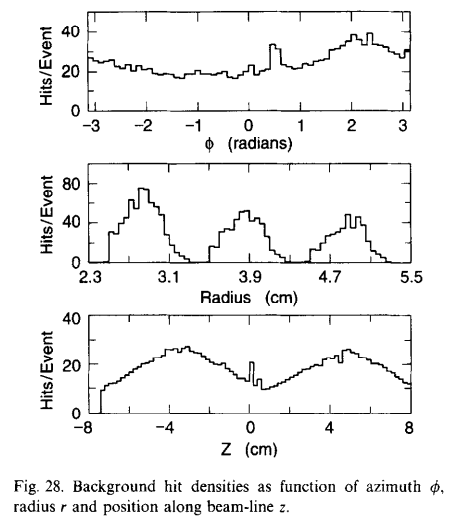 40
20
0
Hits/Event
-3 -2 -1 0 1 2 3
ϕ (radians)
80
40
0
Hits/Event
2.3 3.1 3.9 4.7 5.5
Radius (cm)
40
20
0
Hits/Event
-8 -4 0 4 8
Z (cm)
Fig. 28. Background hit densities as function of azimuth ϕ,
radius r and position along beam-line z.